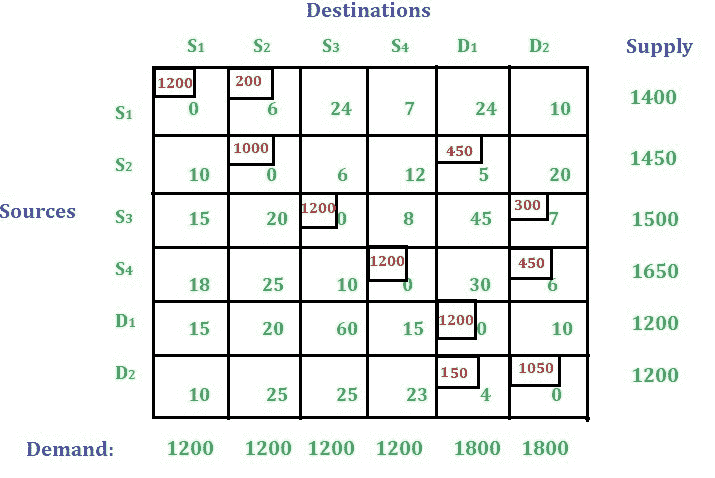 Destinations
S1 S2 S3 S4 D1 D2 Supply
1200 200
S1 0 6 24 7 24 10 1400
1000 450
S2 10 0 6 12 5 20 1450
Sources
1200 300
S3 15 20 0 8 45 7 1500
1200 450
S4 18 25 10 0 30 6 1650
1200
D1 15 20 60 15 0 10 1200
150 1050
D2 10 25 25 23 4 0 1200
Demand: 1200 1200 1200 1200 1800 1800